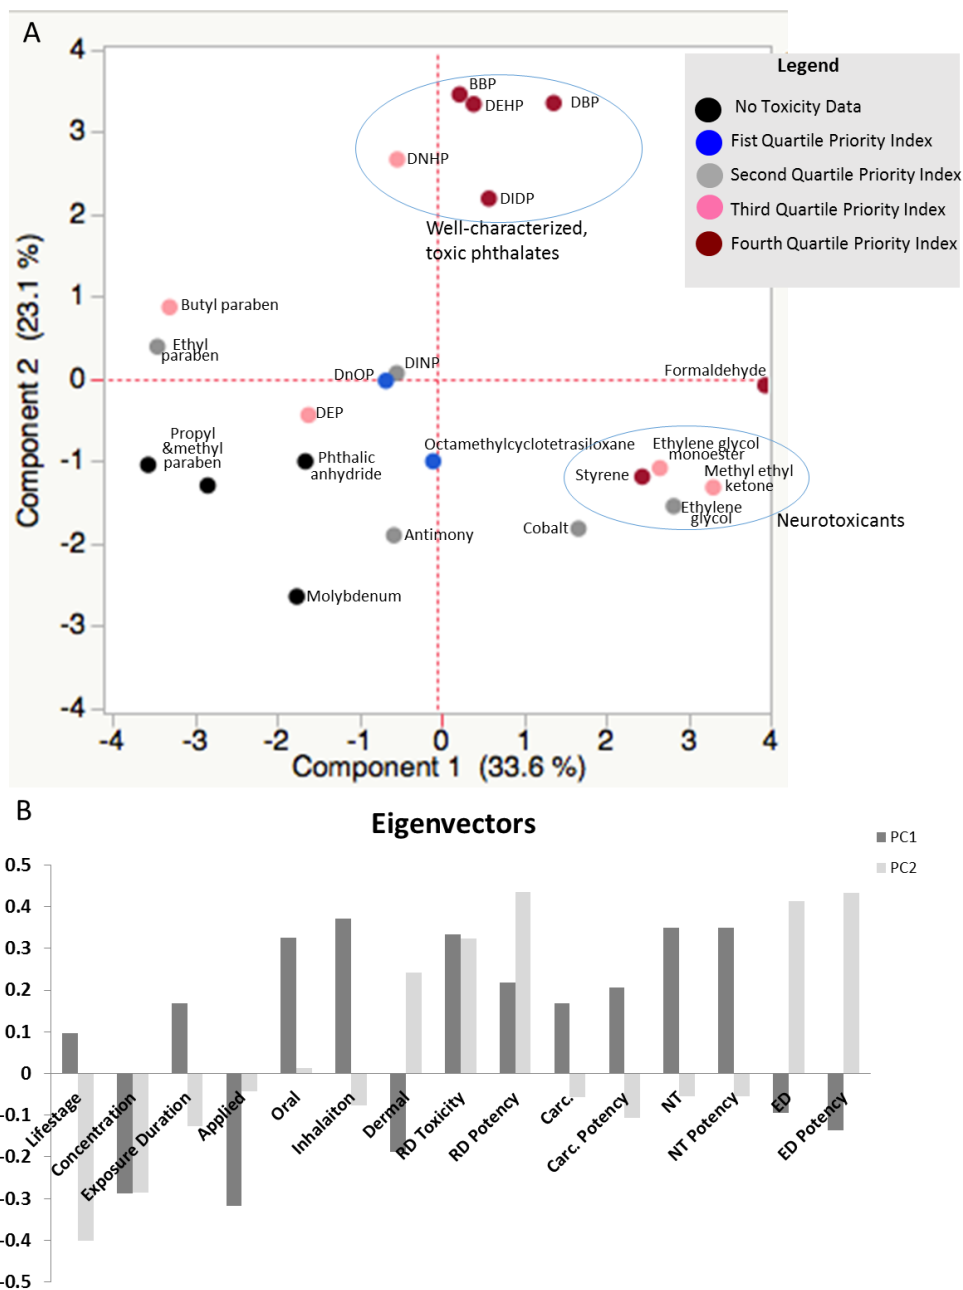 A
4
3
2
1
0
-1
-2
-3
-4
Component 2 (23.1 %)
-4
-3
-2
-1
0
1
2
3
4
Component 1 (33.6 %)
BBP
DEHP
DBP
DNHP
DIDP
Well-characterized,
toxic phthalates
Butyl paraben
Ethyl
paraben
DINP
DnOP
DEP
Formaldehyde
Propyl
&methyl
paraben
Phthalic
anhydride
Octamethylcyclotetrasiloxane
Ethylene glycol
monoester
Styrene
Methyl ethyl
ketone
Ethylene
glycol
Neurotoxicants
Cobalt
Antimony
Molybdenum
Legend
No Toxicity Data
Fist Quartile Priority Index
Second Quartile Priority Index
Third Quartile Priority Index
Fourth Quartile Priority Index
B
Eigenvectors
PC1
PC2
0.5
0.4
0.3
0.2
0.1
0
-0.1
-0.2
-0.3
-0.4
-0.5
Lifestage
Concentration
Exposure Duration
Applied
Oral
Inhalaiton
Dermal
RD Toxicity
RD Potency
Carc.
Carc. Potency
NT
NT Potency
ED
ED Potency